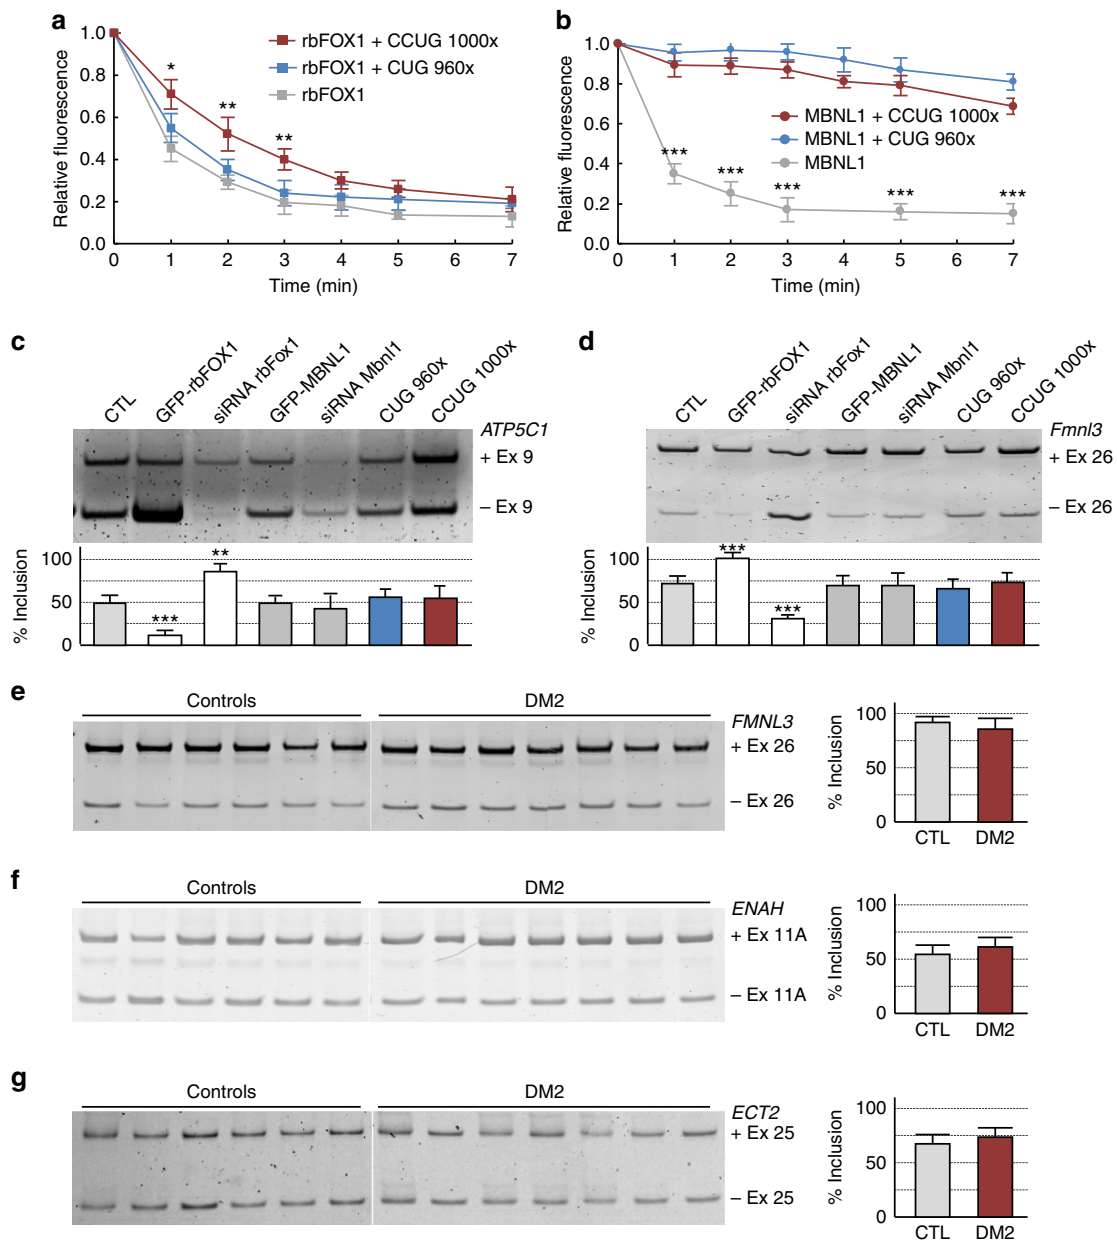 a
Relative fluorescence
1.0
0.8
0.6
0.4
0.2
0.0
rbFOX1 + CCUG 1000x
rbFOX1 + CUG 960x
rbFOX1
*
**
**
0 1 2 3 4 5 6 7
Time (min)
b
Relative fluorescence
1.0
0.8
0.6
0.4
0.2
0.0
MBNL1 + CCUG 1000x
MBNL1 + CUG 960x
MBNL1
***
***
***
***
***
0 1 2 3 4 5 6 7
Time (min)
c
CTL
GFP-rbFOX1
siRNA rbFox1
GFP-MBNL1
siRNA Mbnl1
CUG 960x
CCUG 1000x
ATP5C1
+ Ex 9
– Ex 9
% Inclusion
100
50
0
***
**
d
CTL
GFP-rbFOX1
siRNA rbFox1
GFP-MBNL1
siRNA Mbnl1
CUG 960x
CCUG 1000x
Fmnl3
+ Ex 26
– Ex 26
% Inclusion
100
50
0
***
***
e
Controls
DM2
FMNL3
+ Ex 26
– Ex 26
% Inclusion
100
50
0
CTL DM2
f
Controls
DM2
ENAH
+ Ex 11A
– Ex 11A
% Inclusion
100
50
0
CTL DM2
g
Controls
DM2
ECT2
+ Ex 25
– Ex 25
% Inclusion
100
50
0
CTL DM2